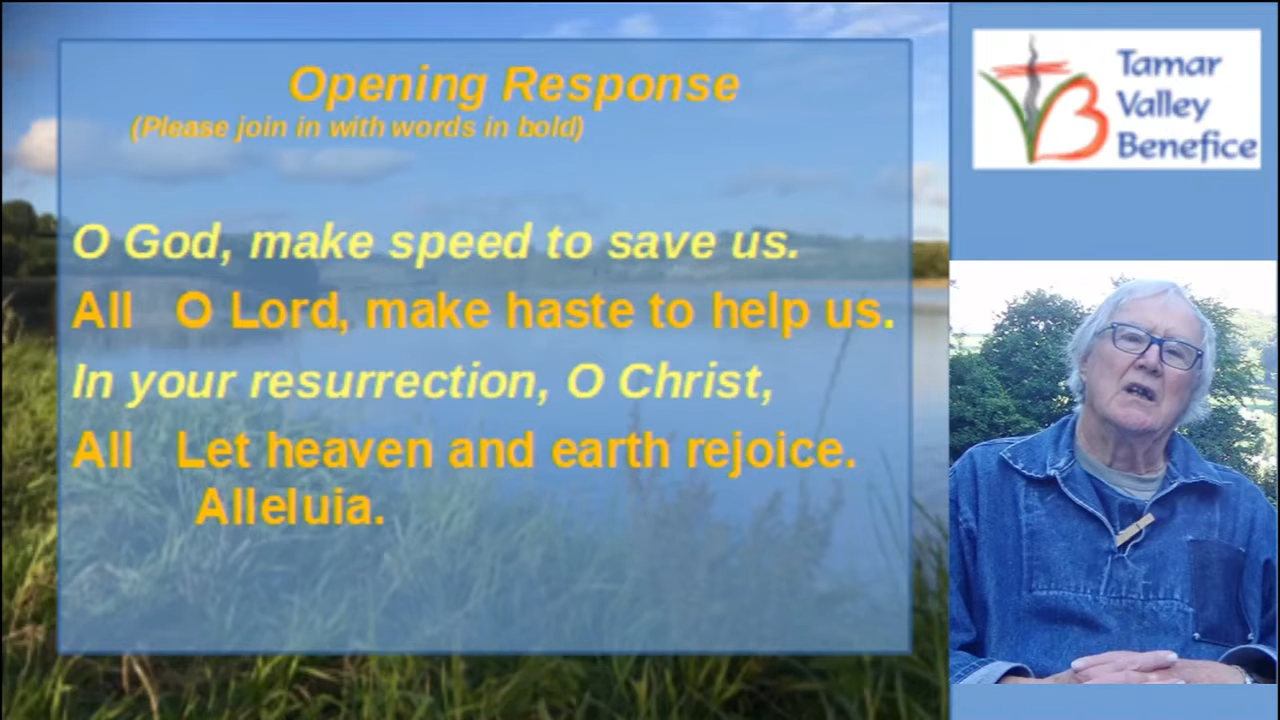 Opening Response
(Please join in with words in bold)
O God, make speed to save us.
All O Lord, make haste to help us.
In your resurrection, O Christ,
All Let heaven and earth rejoice.
Alleluia.
Tamar
Valley
Benefice